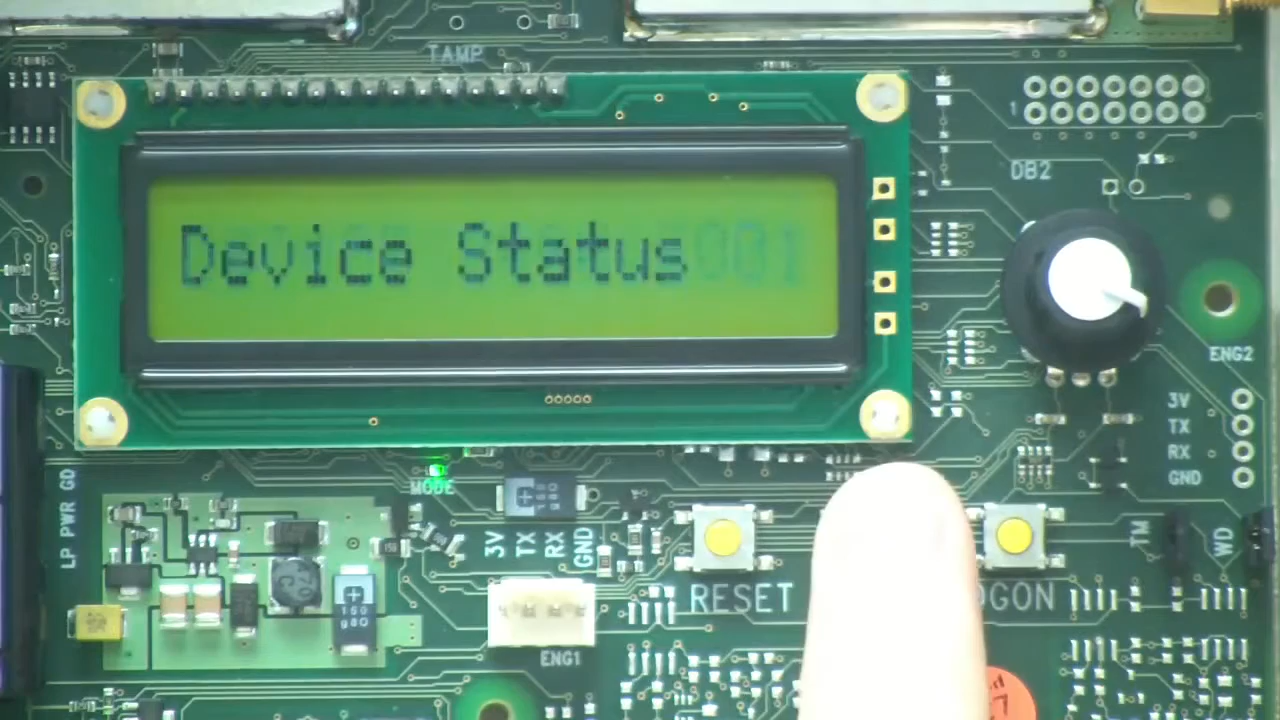 TAMP
1
DB2
Device Status
ENG2
3V
TX
RX
GND
MODE
LP PWR GD
3V
TX
RX
GND
TM
WD
RESET
OGON
ENG1